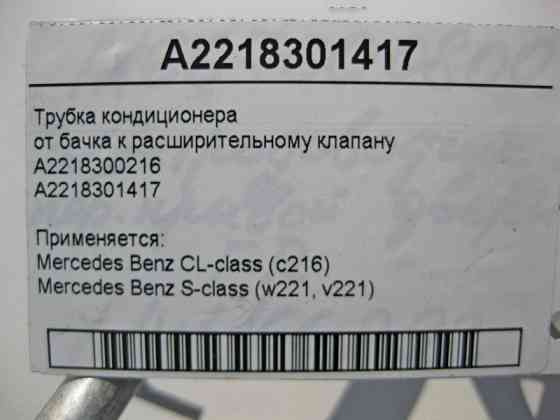 A2218301417
Трубка кондиционера
от бачка к расширительному клапану
A2218300216
A2218301417
Применяется:
Mercedes Benz CL-class (c216)
Mercedes Benz S-class (w221, v221)